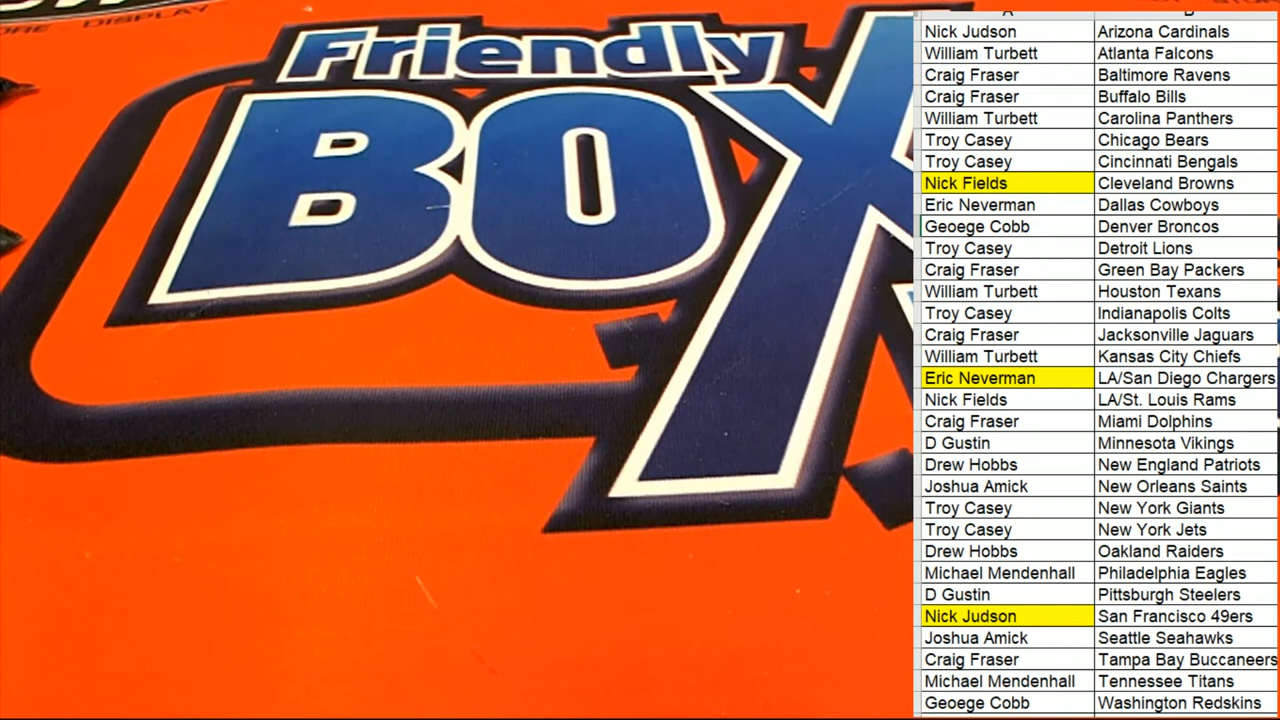 DISPLAY
Friendly
BOX
Nick Judson Arizona Cardinals
William Turbett Atlanta Falcons
Craig Fraser Baltimore Ravens
Craig Fraser Buffalo Bills
William Turbett Carolina Panthers
Troy Casey Chicago Bears
Troy Casey Cincinnati Bengals
Nick Fields Cleveland Browns
Eric Neverman Dallas Cowboys
Geoege Cobb Denver Broncos
Troy Casey Detroit Lions
Craig Fraser Green Bay Packers
William Turbett Houston Texans
Troy Casey Indianapolis Colts
Craig Fraser Jacksonville Jaguars
William Turbett Kansas City Chiefs
Eric Neverman LA/San Diego Chargers
Nick Fields LA/St. Louis Rams
Craig Fraser Miami Dolphins
D Gustin Minnesota Vikings
Drew Hobbs New England Patriots
Joshua Amick New Orleans Saints
Troy Casey New York Giants
Troy Casey New York Jets
Drew Hobbs Oakland Raiders
Michael Mendenhall Philadelphia Eagles
D Gustin Pittsburgh Steelers
Nick Judson San Francisco 49ers
Joshua Amick Seattle Seahawks
Craig Fraser Tampa Bay Buccaneers
Michael Mendenhall Tennessee Titans
Geoege Cobb Washington Redskins